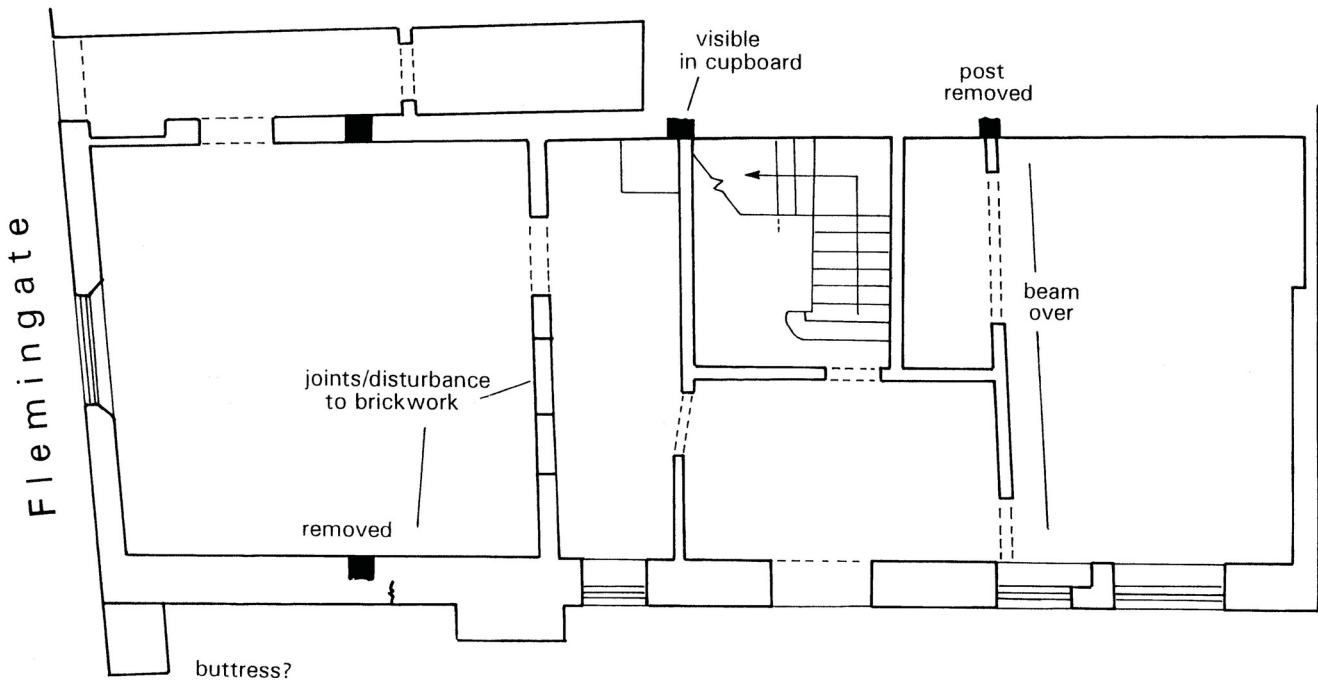 visible
in cupboard
post
removed
Flemingate
beam
over
joints/disturbance
to brickwork
removed
buttress?